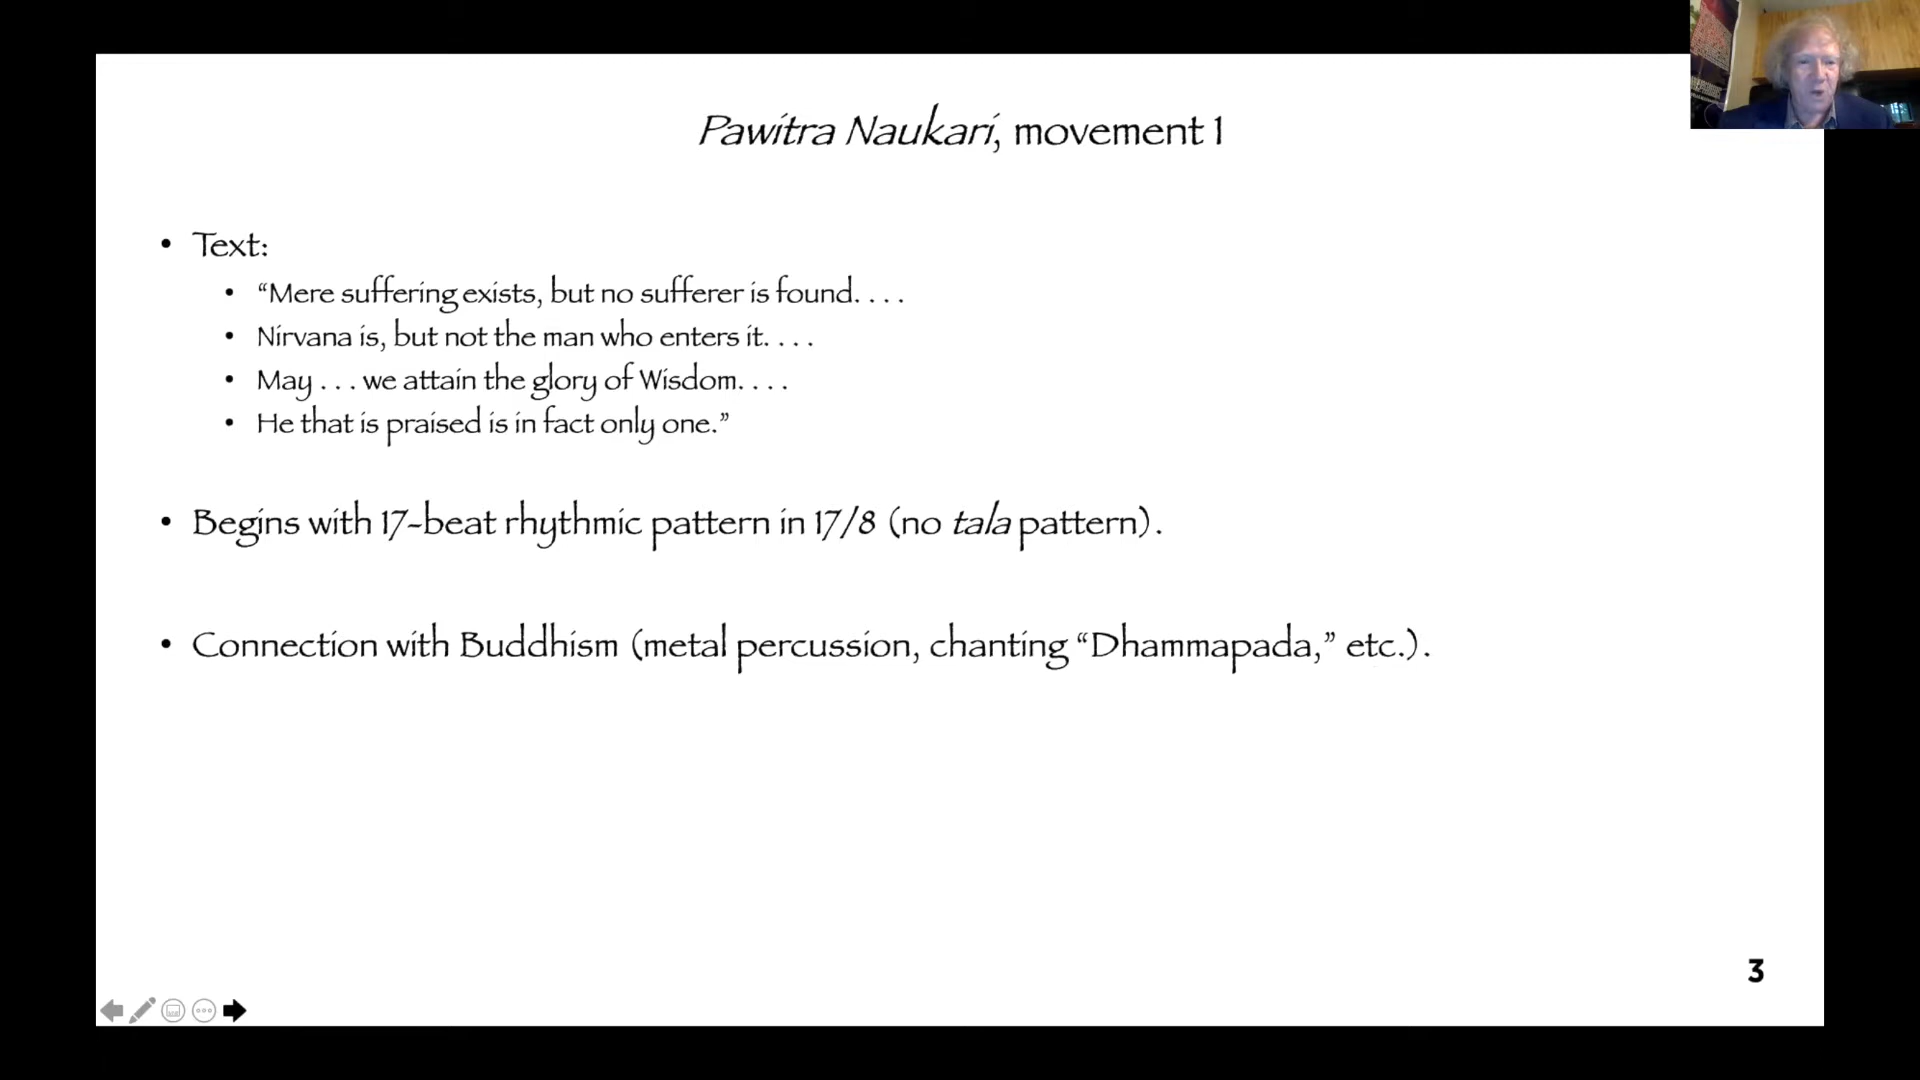 Pawitra Naukari, movement 1
• Text:
• “Mere suffering exists, but no sufferer is found. . . .
• Nirvana is, but not the man who enters it. . . .
• May . . . we attain the glory of Wisdom. . . .
• He that is praised is in fact only one.”
• Begins with 17-beat rhythmic pattern in 17/8 (no tala pattern).
• Connection with Buddhism (metal percussion, chanting “Dhammapada,” etc.).
3